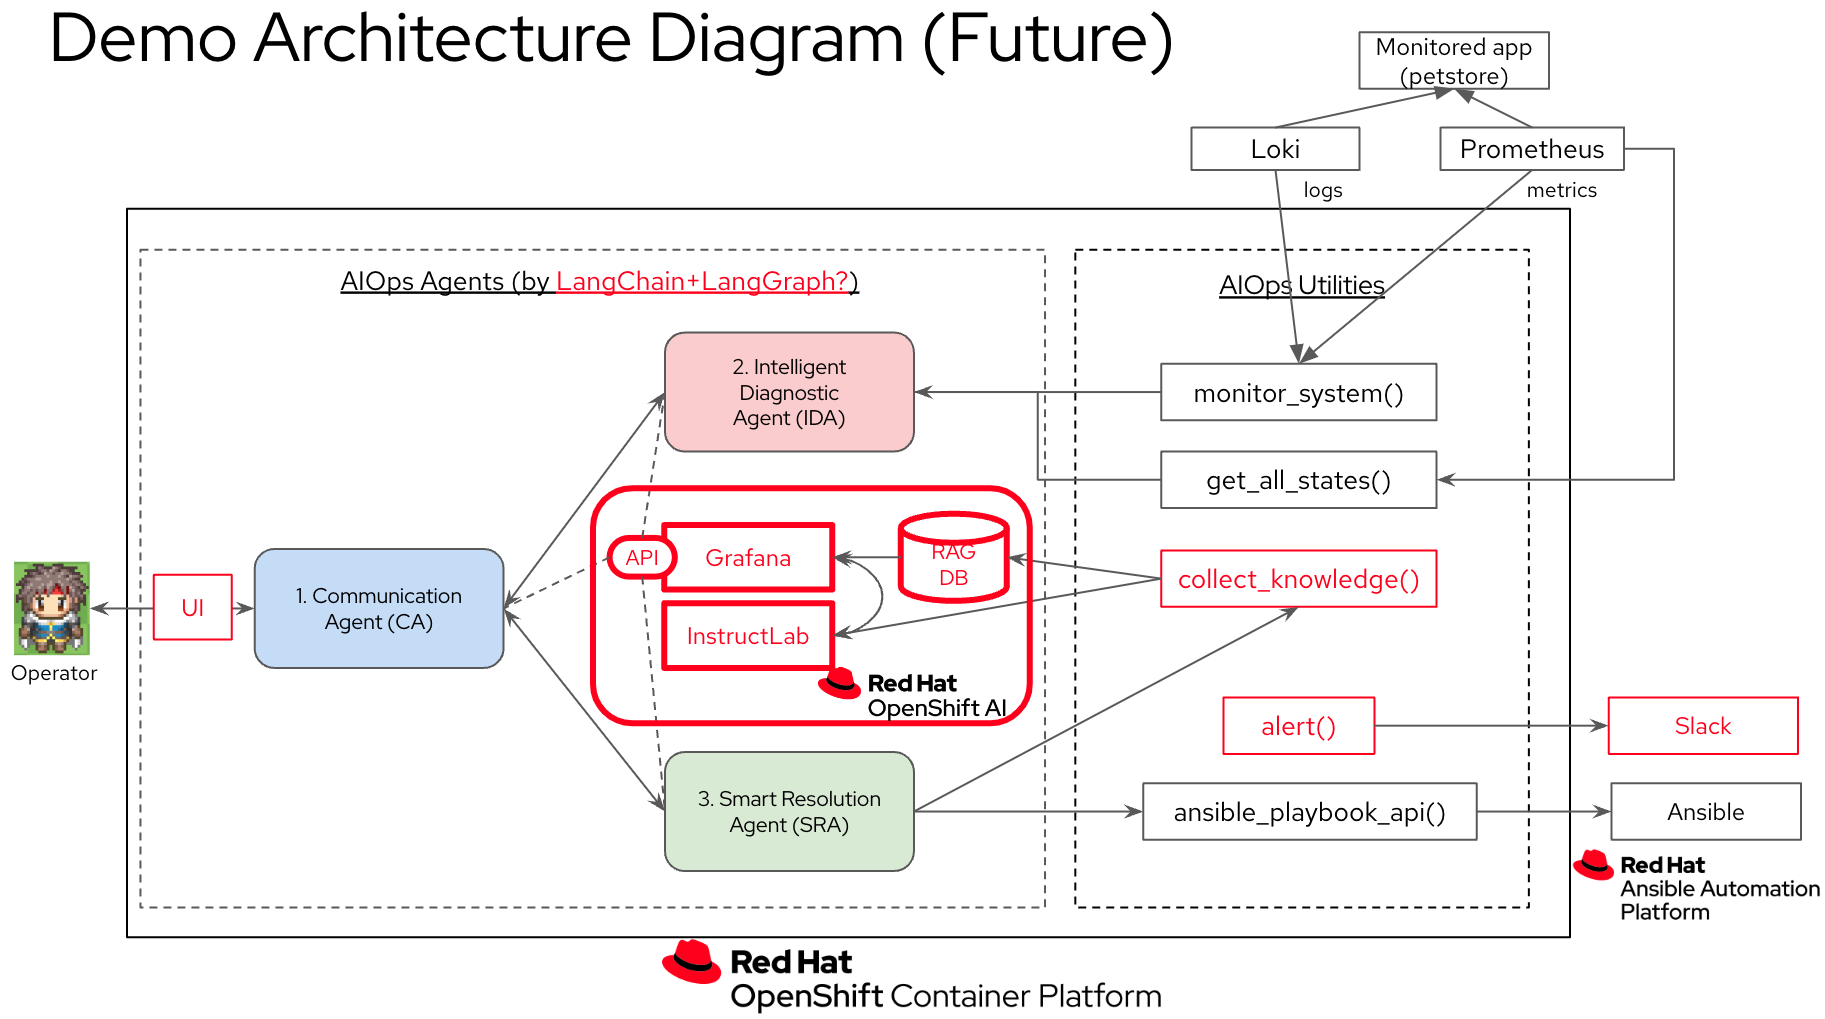 Demo Architecture Diagram (Future)
Monitored app
(petstore)
Loki
Prometheus
logs
metrics
AIOps Agents (by LangChain+LangGraph?)
AIOps Utilities
2. Intelligent
Diagnostic
Agent (IDA)
monitor_system()
get_all_states()
API
Grafana
RAG
DB
collect_knowledge()
UI
1. Communication
Agent (CA)
InstructLab
Operator
Red Hat
OpenShift AI
alert()
Slack
3. Smart Resolution
Agent (SRA)
ansible_playbook_api()
Ansible
Red Hat
Ansible Automation
Platform
Red Hat
OpenShift Container Platform